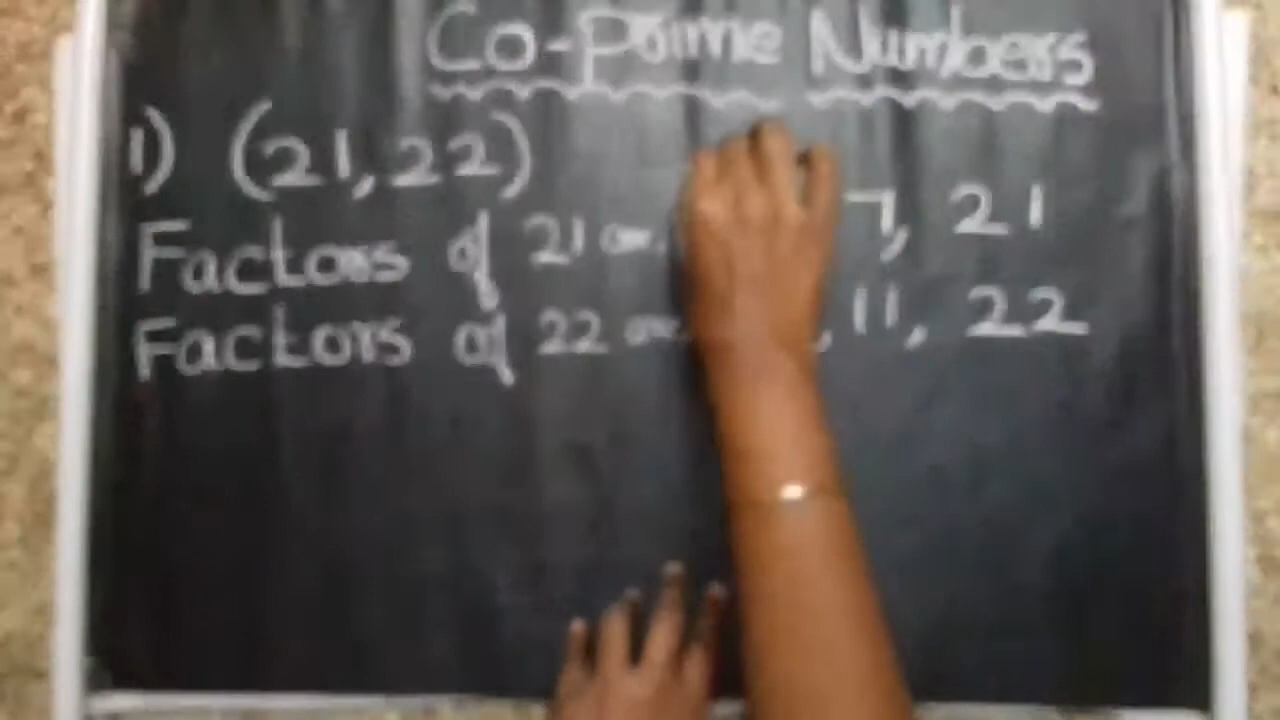 Co-Prime Numbers
1) (21, 22)
Factors of 21 7, 21
Factors of 22 , 11, 22